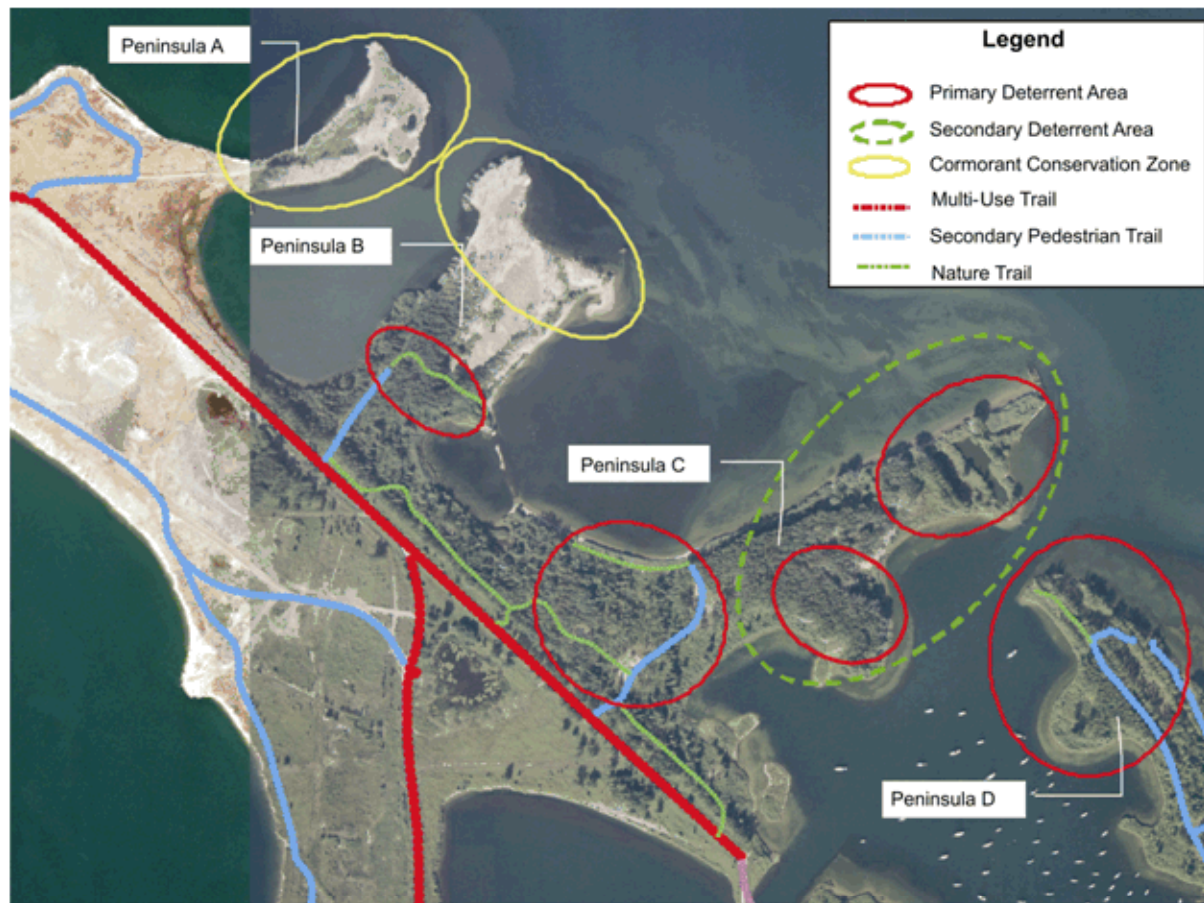 Peninsula A
Legend
Primary Deterrent Area
Secondary Deterrent Area
Cormorant Conservation Zone
Multi-Use Trail
Secondary Pedestrian Trail
Nature Trail
Peninsula B
Peninsula C
Peninsula D